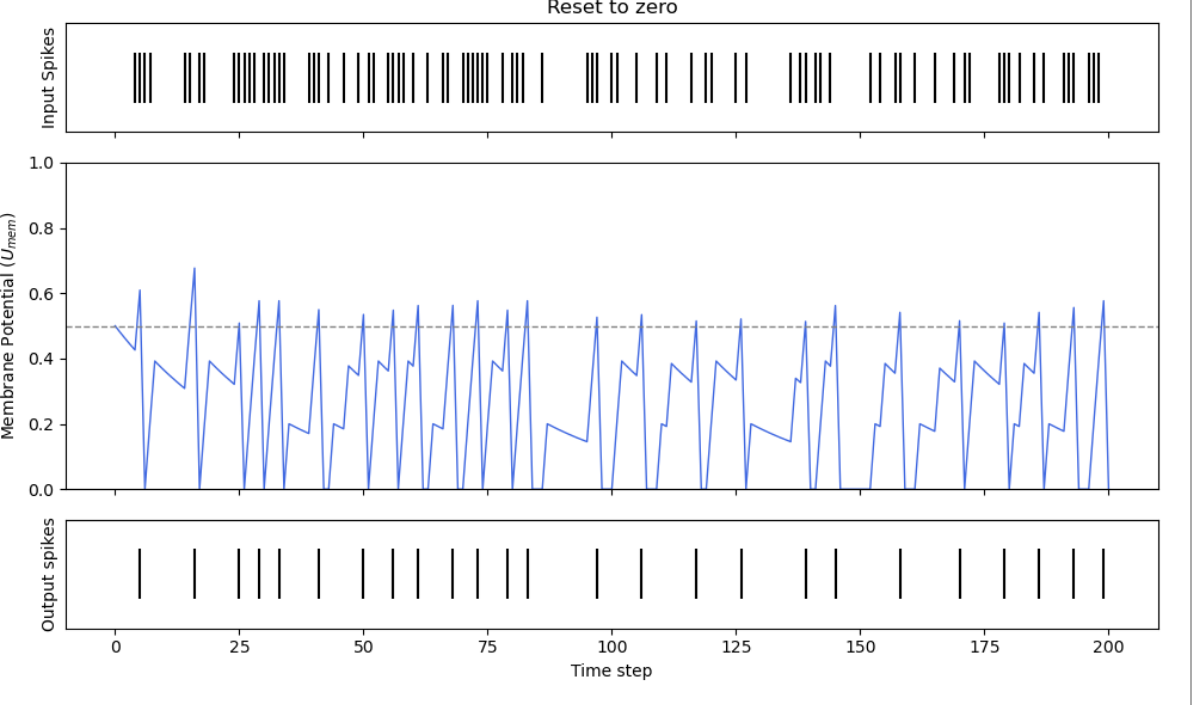 Reset to zero
Input Spikes
1.0
0.8
0.6
0.4
0.2
0.0
Membrane Potential (Umem)
Output spikes
0 25 50 75 100 125 150 175 200
Time step